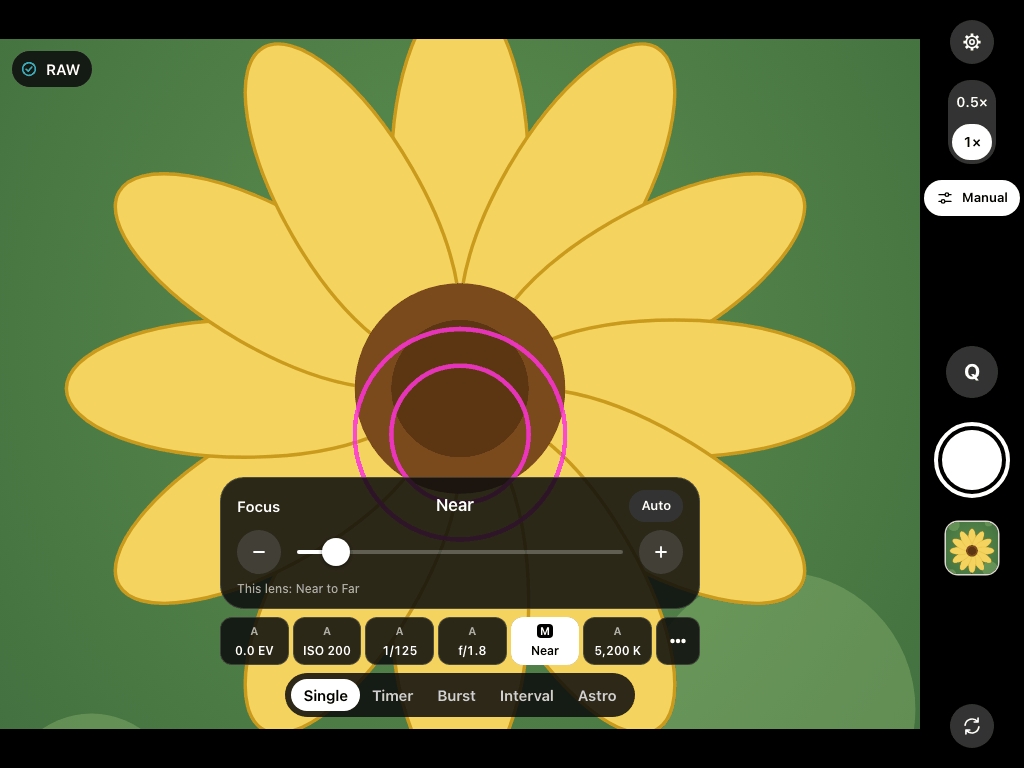 RAW
0.5×
1×
Manual
Q
Focus
Near
Auto
This lens: Near to Far
A
0.0 EV
A
ISO 200
A
1/125
A
f/1.8
M
Near
A
5,200 K
Single
Timer
Burst
Interval
Astro